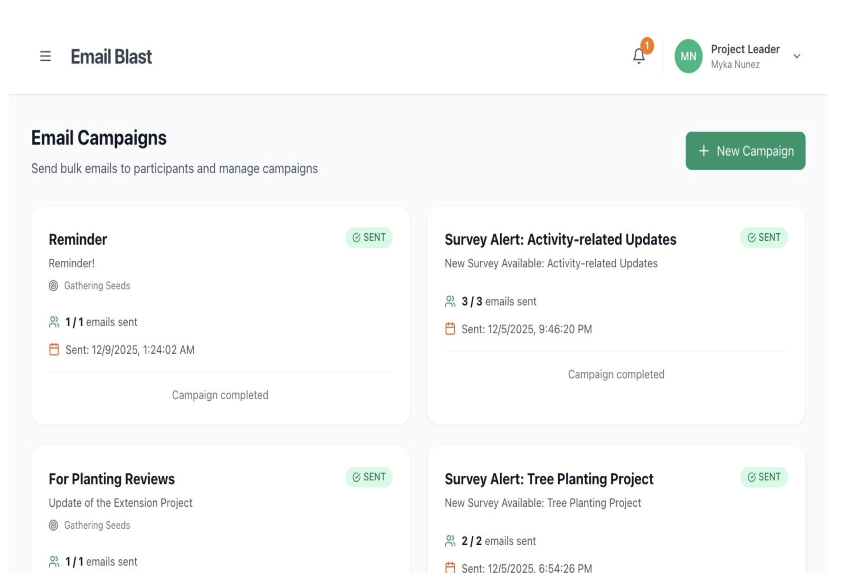 Email Blast
1
MN
Project Leader
Myka Nunez
Email Campaigns
Send bulk emails to participants and manage campaigns
+ New Campaign
Reminder
SENT
Reminder!
Gathering Seeds
1 / 1 emails sent
Sent: 12/9/2025, 1:24:02 AM
Campaign completed
Survey Alert: Activity-related Updates
SENT
New Survey Available: Activity-related Updates
3 / 3 emails sent
Sent: 12/5/2025, 9:46:20 PM
Campaign completed
For Planting Reviews
SENT
Update of the Extension Project
Gathering Seeds
1 / 1 emails sent
Survey Alert: Tree Planting Project
SENT
New Survey Available: Tree Planting Project
2 / 2 emails sent
Sent: 12/5/2025, 6:54:26 PM